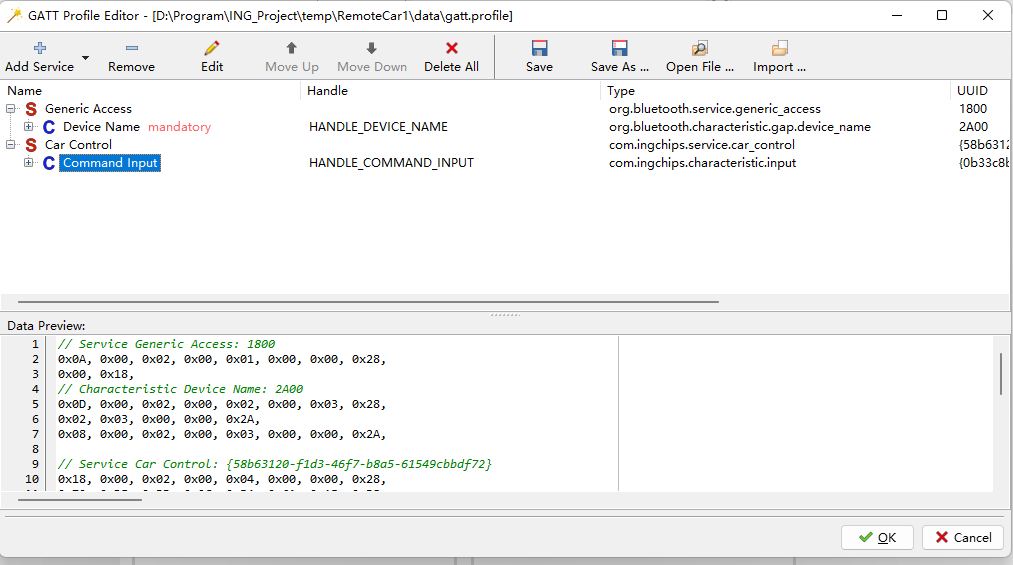 GATT Profile Editor - [D:\Program\ING_Project\temp\RemoteCar1\data\gatt.profile]
Add Service Remove Edit Move Up Move Down Delete All Save Save As ... Open File ... Import ...
Name Handle Type UUID
S Generic Access org.bluetooth.service.generic_access 1800
C Device Name mandatory HANDLE_DEVICE_NAME org.bluetooth.characteristic.gap.device_name 2A00
S Car Control com.ingchips.service.car_control {58b6312
C Command Input HANDLE_COMMAND_INPUT com.ingchips.characteristic.input {0b33c8b
Data Preview:
1 // Service Generic Access: 1800
2 0x0A, 0x00, 0x02, 0x00, 0x01, 0x00, 0x00, 0x28,
3 0x00, 0x18,
4 // Characteristic Device Name: 2A00
5 0x0D, 0x00, 0x02, 0x00, 0x02, 0x00, 0x03, 0x28,
6 0x02, 0x03, 0x00, 0x00, 0x2A,
7 0x08, 0x00, 0x02, 0x00, 0x03, 0x00, 0x00, 0x2A,
8
9 // Service Car Control: {58b63120-f1d3-46f7-b8a5-61549cbbdf72}
10 0x18, 0x00, 0x02, 0x00, 0x04, 0x00, 0x00, 0x28,
OK Cancel